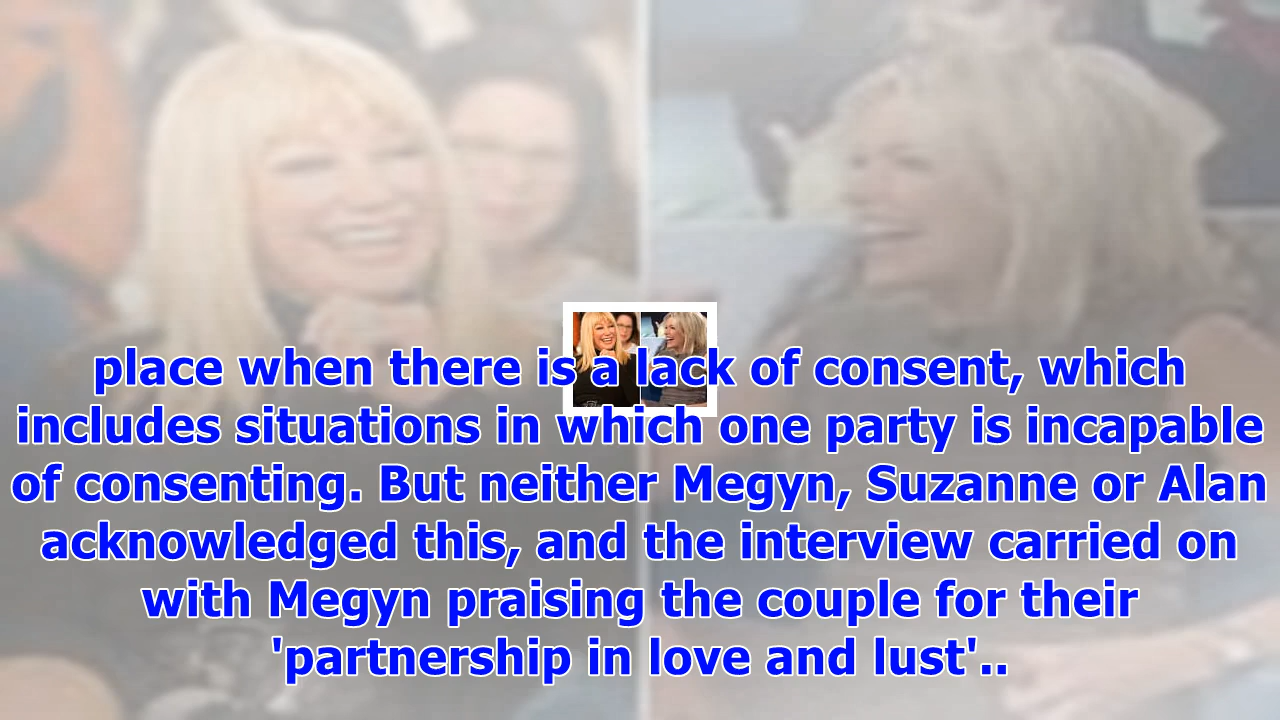 place when there is a lack of consent, which
includes situations in which one party is incapable
of consenting. But neither Megyn, Suzanne or Alan
acknowledged this, and the interview carried on
with Megyn praising the couple for their
'partnership in love and lust'..